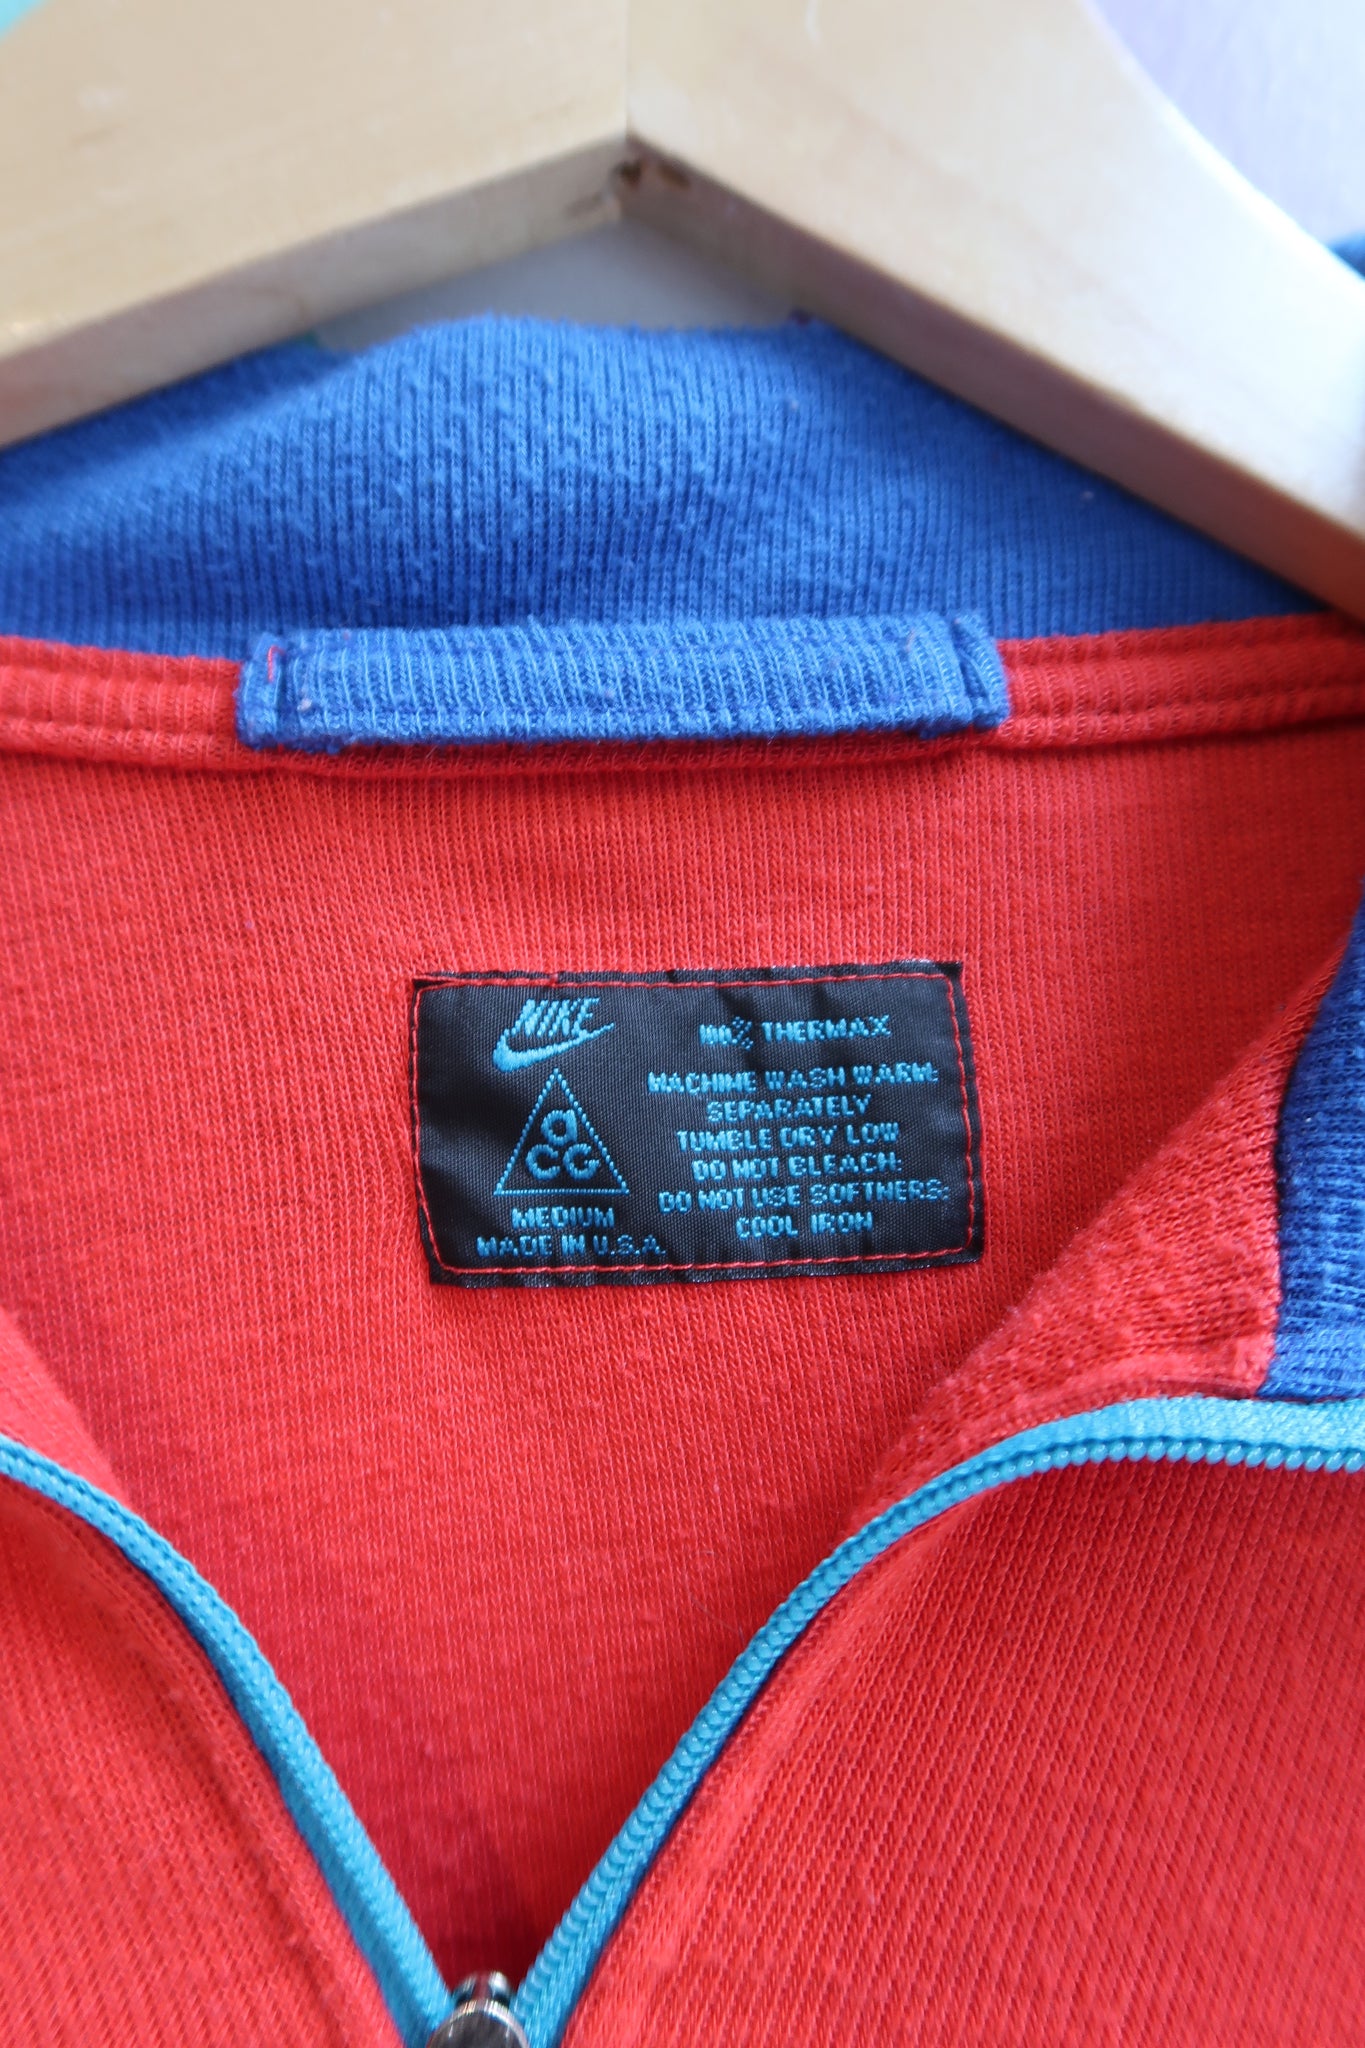 NIKE
aCG
MEDIUM
MADE IN U.S.A.
100% THERMAX
MACHINE WASH WARM:
SEPARATELY
TUMBLE DRY LOW
DO NOT BLEACH:
DO NOT USE SOFTNERS:
COOL IRON